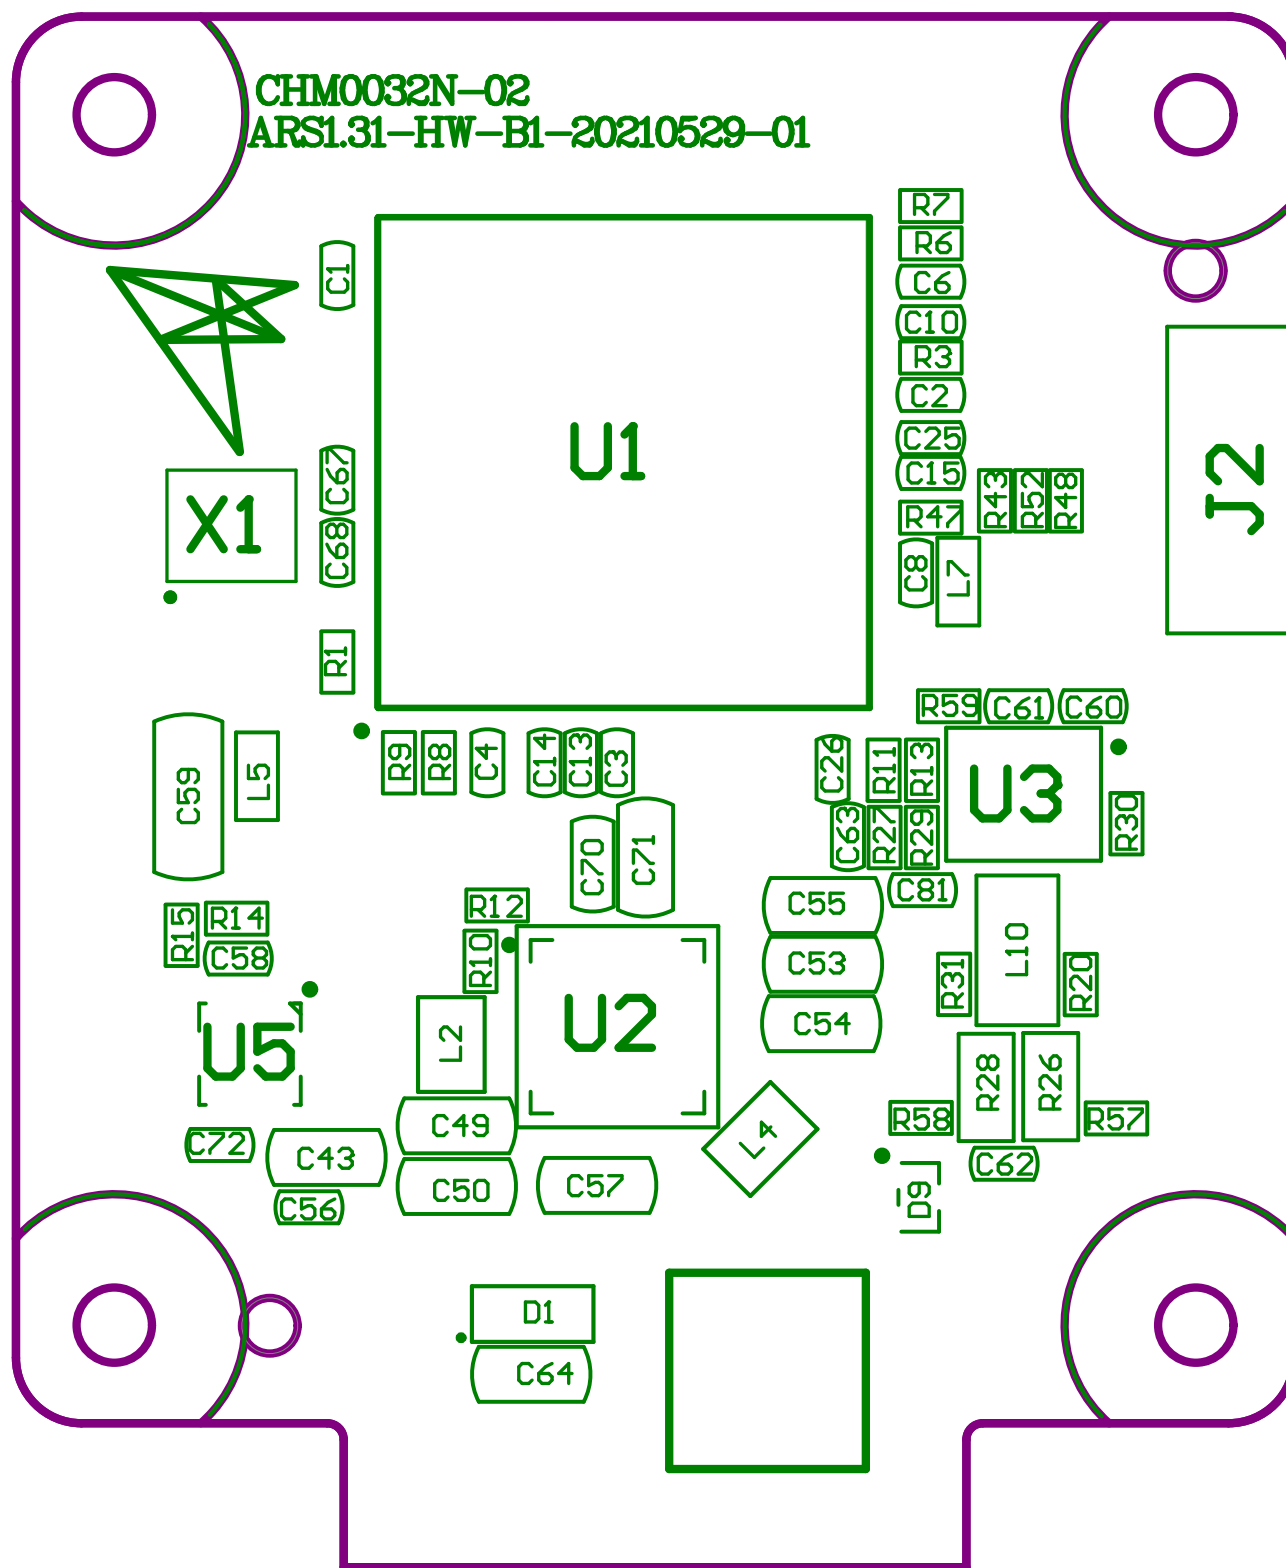 CHM0032N-02
ARS1.31-HW-B1-20210529-01
R7
R6
C1
C6
C10
R3
C2
C25
C15
U1
J2
C67
R43
R52
R48
X1
R47
C68
C8
L7
R1
R59
C61
C60
R9
R8
C4
C14
C13
C3
C26
R11
R13
U3
C59
L5
C63
R27
R29
R30
C70
C71
C81
R12
C55
R15
R14
C58
R10
C53
L10
R31
R20
U2
C54
U5
L2
R28
R26
C49
R58
R57
C72
C43
L4
C62
C50
C57
D9
C56
D1
C64